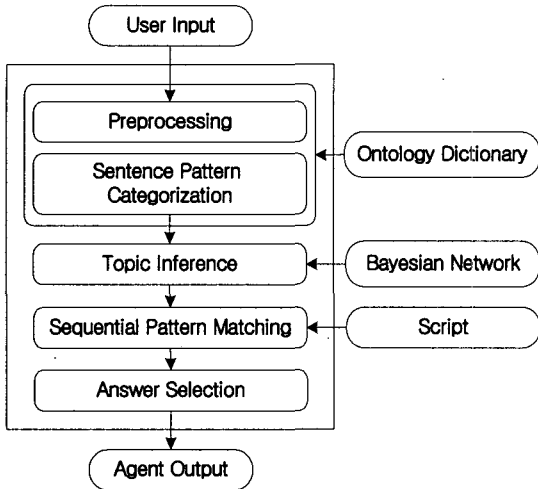 User Input
Preprocessing
Sentence Pattern
Categorization
Ontology Dictionary
Topic Inference
Bayesian Network
Sequential Pattern Matching
Script
Answer Selection
Agent Output